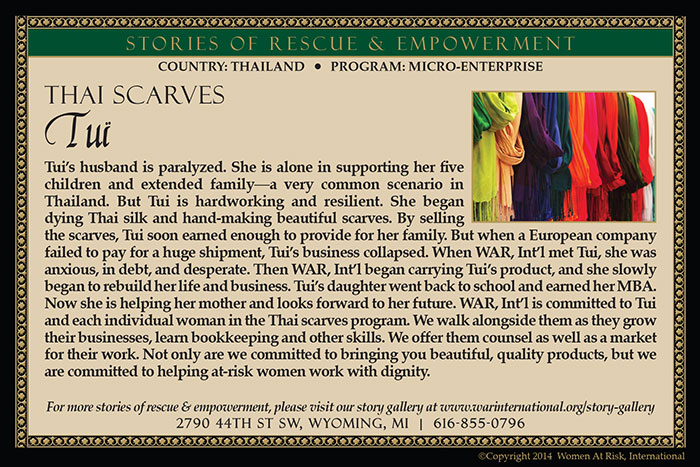 STORIES OF RESCUE & EMPOWERMENT
COUNTRY: THAILAND ● PROGRAM: MICRO-ENTERPRISE
THAI SCARVES
Tui
Tui's husband is paralyzed. She is alone in supporting her five
children and extended family—a very common scenario in
Thailand. But Tui is hardworking and resilient. She began
dying Thai silk and hand-making beautiful scarves. By selling
the scarves, Tui soon earned enough to provide for her family. But when a European company
failed to pay for a huge shipment, Tui's business collapsed. When WAR, Int'l met Tui, she was
anxious, in debt, and desperate. Then WAR, Int'l began carrying Tui's product, and she slowly
began to rebuild her life and business. Tui's daughter went back to school and earned her MBA.
Now she is helping her mother and looks forward to her future. WAR, Int'l is committed to Tui
and each individual woman in the Thai scarves program. We walk alongside them as they grow
their businesses, learn bookkeeping and other skills. We offer them counsel as well as a market
for their work. Not only are we committed to bringing you beautiful, quality products, but we
are committed to helping at-risk women work with dignity.
For more stories of rescue & empowerment, please visit our story gallery at www.warinternational.org/story-gallery
2790 44TH ST SW, WYOMING, MI | 616-855-0796
©Copyright 2014 Women At Risk, International